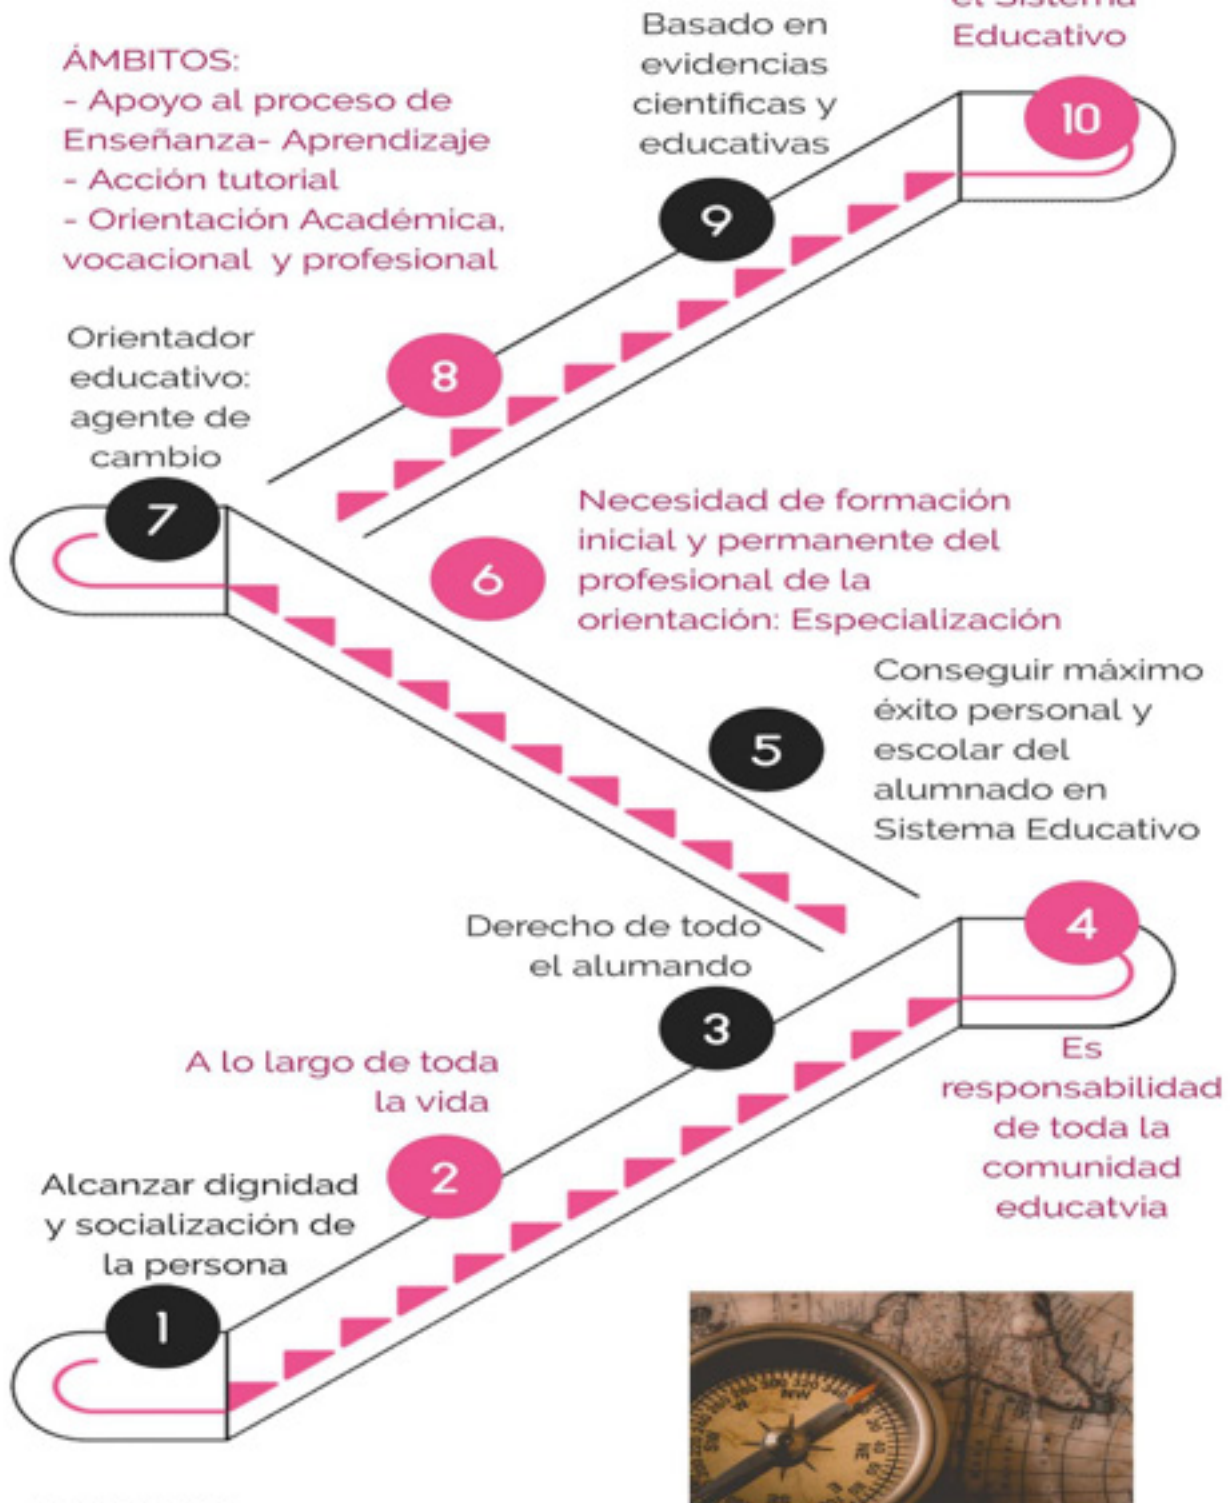 el Sistema
Educativo
10
Basado en
evidencias
científicas y
educativas
9
ÁMBITOS:
- Apoyo al proceso de
Enseñanza- Aprendizaje
- Acción tutorial
- Orientación Académica,
vocacional y profesional
8
Orientador
educativo:
agente de
cambio
7
Necesidad de formación
inicial y permanente del
profesional de la
orientación: Especialización
6
Conseguir máximo
éxito personal y
escolar del
alumnado en
Sistema Educativo
5
4
Es
responsabilidad
de toda la
comunidad
educatvia
Derecho de todo
el alumando
3
A lo largo de toda
la vida
2
Alcanzar dignidad
y socialización de
la persona
1
NW
W